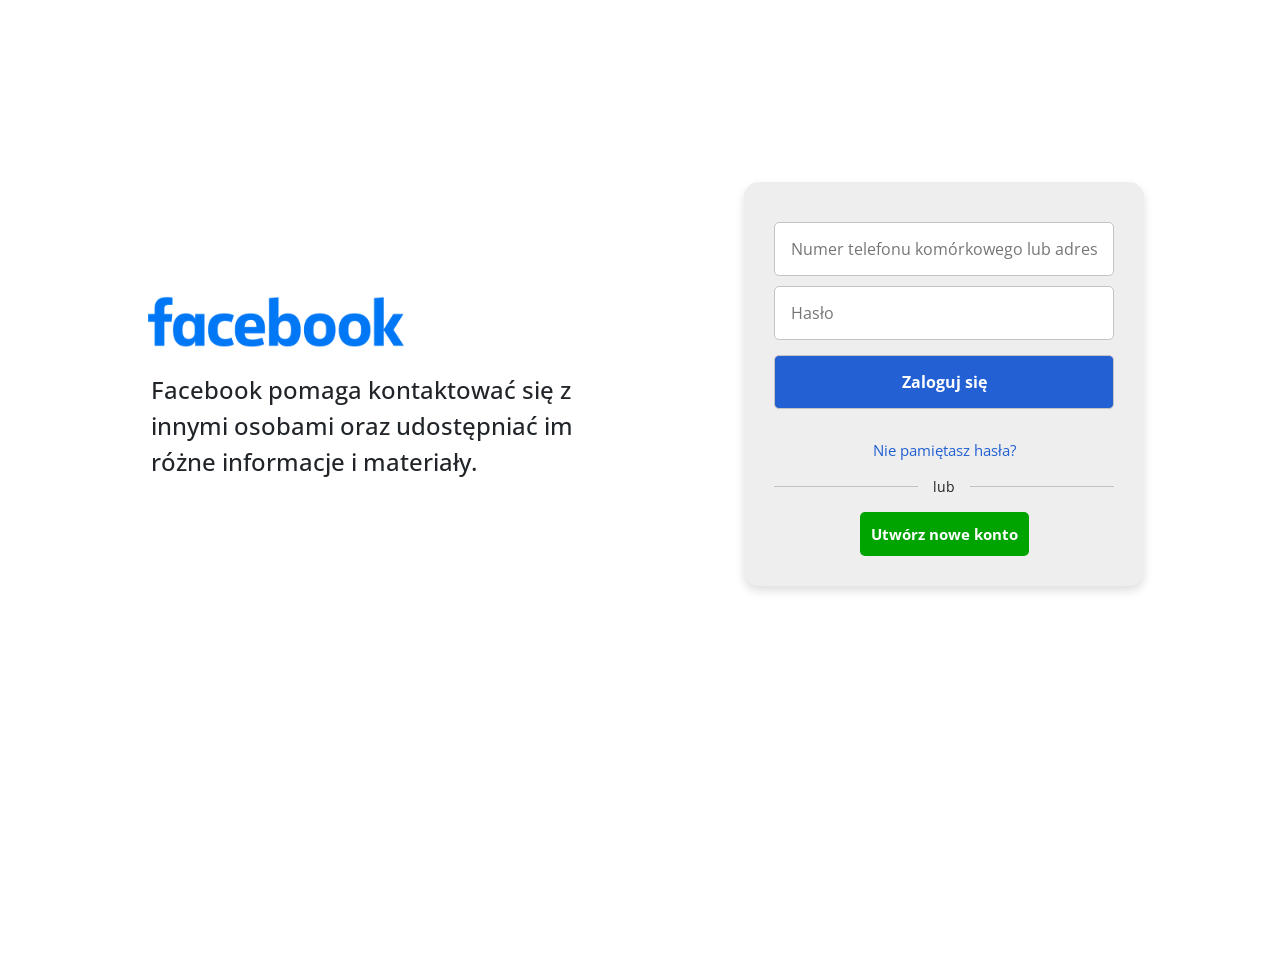 facebook
Facebook pomaga kontaktować się z
innymi osobami oraz udostępniać im
różne informacje i materiały.
Numer telefonu komórkowego lub adres
Hasło
Zaloguj się
Nie pamiętasz hasła?
lub
Utwórz nowe konto